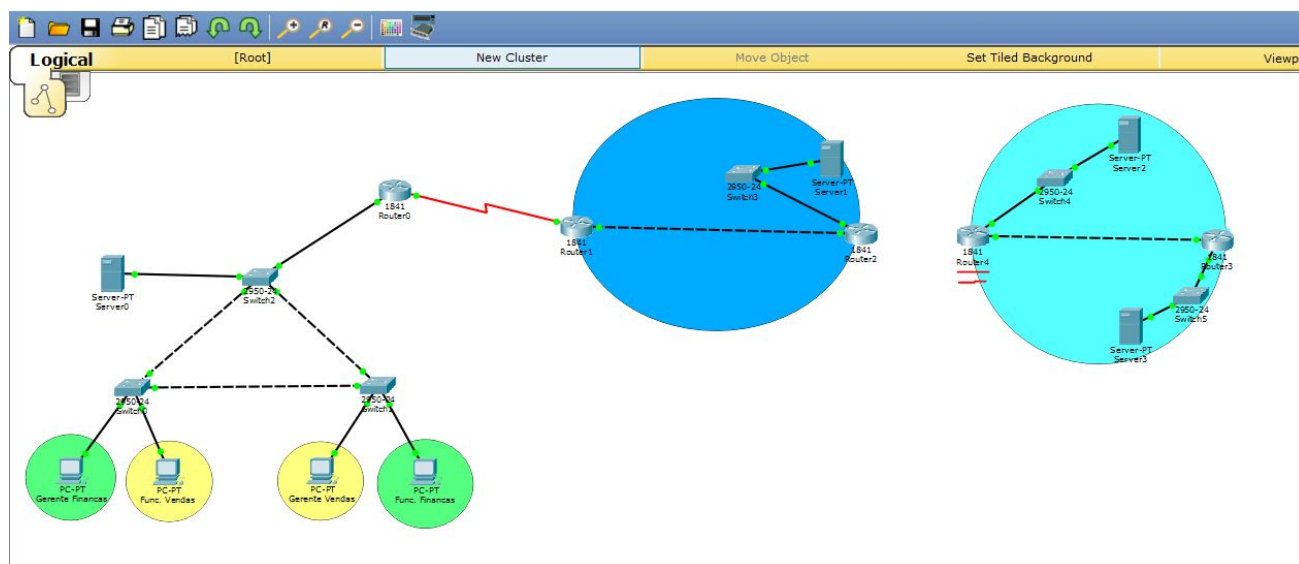 Logical
[Root]
New Cluster
Move Object
Set Tiled Background
Viewp
1841
Router0
Server-PT
Server0
2950-24
Switch2
2950-24
Switch0
2950-24
Switch1
PC-PT
Gerente Financas
PC-PT
Func. Vendas
PC-PT
Gerente Vendas
PC-PT
Func. Financas
2950-24
Switch3
Server-PT
Server1
1841
Router1
1841
Router2
Server-PT
Server2
2950-24
Switch4
1841
Router4
1841
Router3
2950-24
Switch5
Server-PT
Server3